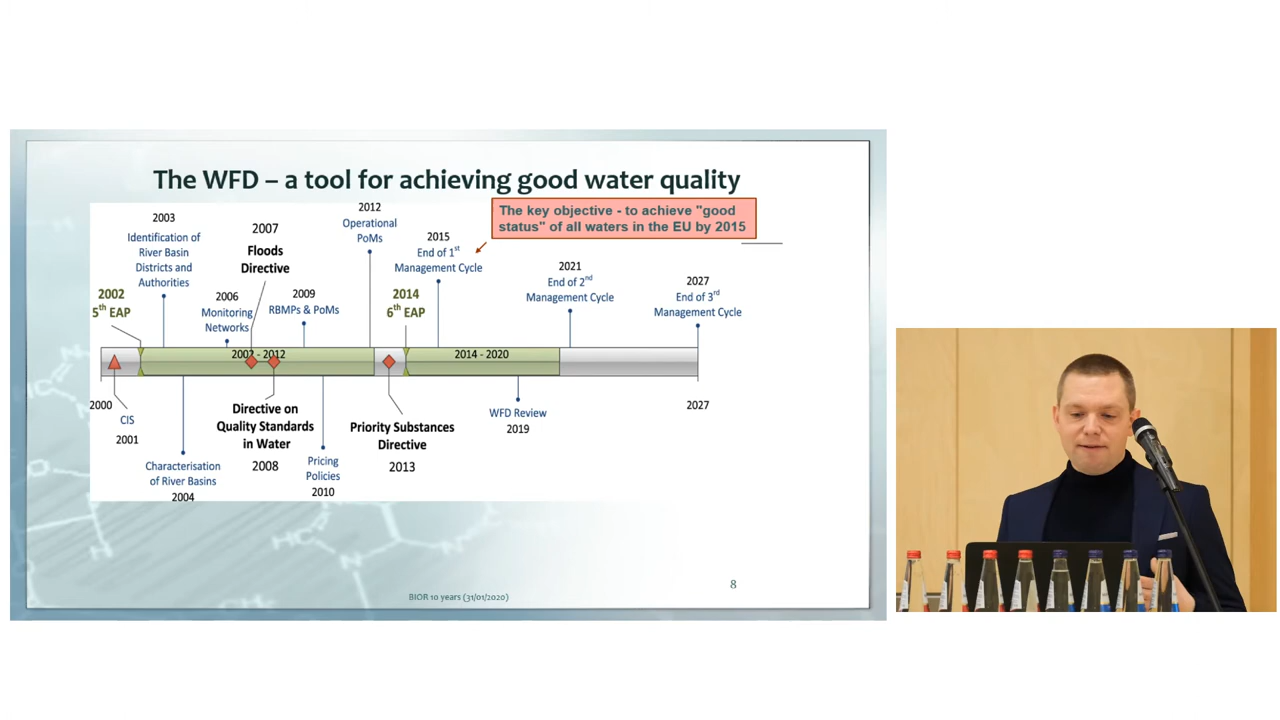 The WFD – a tool for achieving good water quality
The key objective - to achieve "good
status" of all waters in the EU by 2015
2003
Identification of
River Basin
Districts and
Authorities
2007
Floods
Directive
2012
Operational
PoMs
2015
End of 1st
Management Cycle
2021
End of 2nd
Management Cycle
2027
End of 3rd
Management Cycle
2002
5th EAP
2006
Monitoring
Networks
2009
RBMPs & PoMs
2014
6th EAP
2002 - 2012
2014 - 2020
2000
2027
CIS
2001
Characterisation
of River Basins
2004
Directive on
Quality Standards
in Water
2008
Pricing
Policies
2010
Priority Substances
Directive
2013
WFD Review
2019
8
BIOR 10 years (31/01/2020)